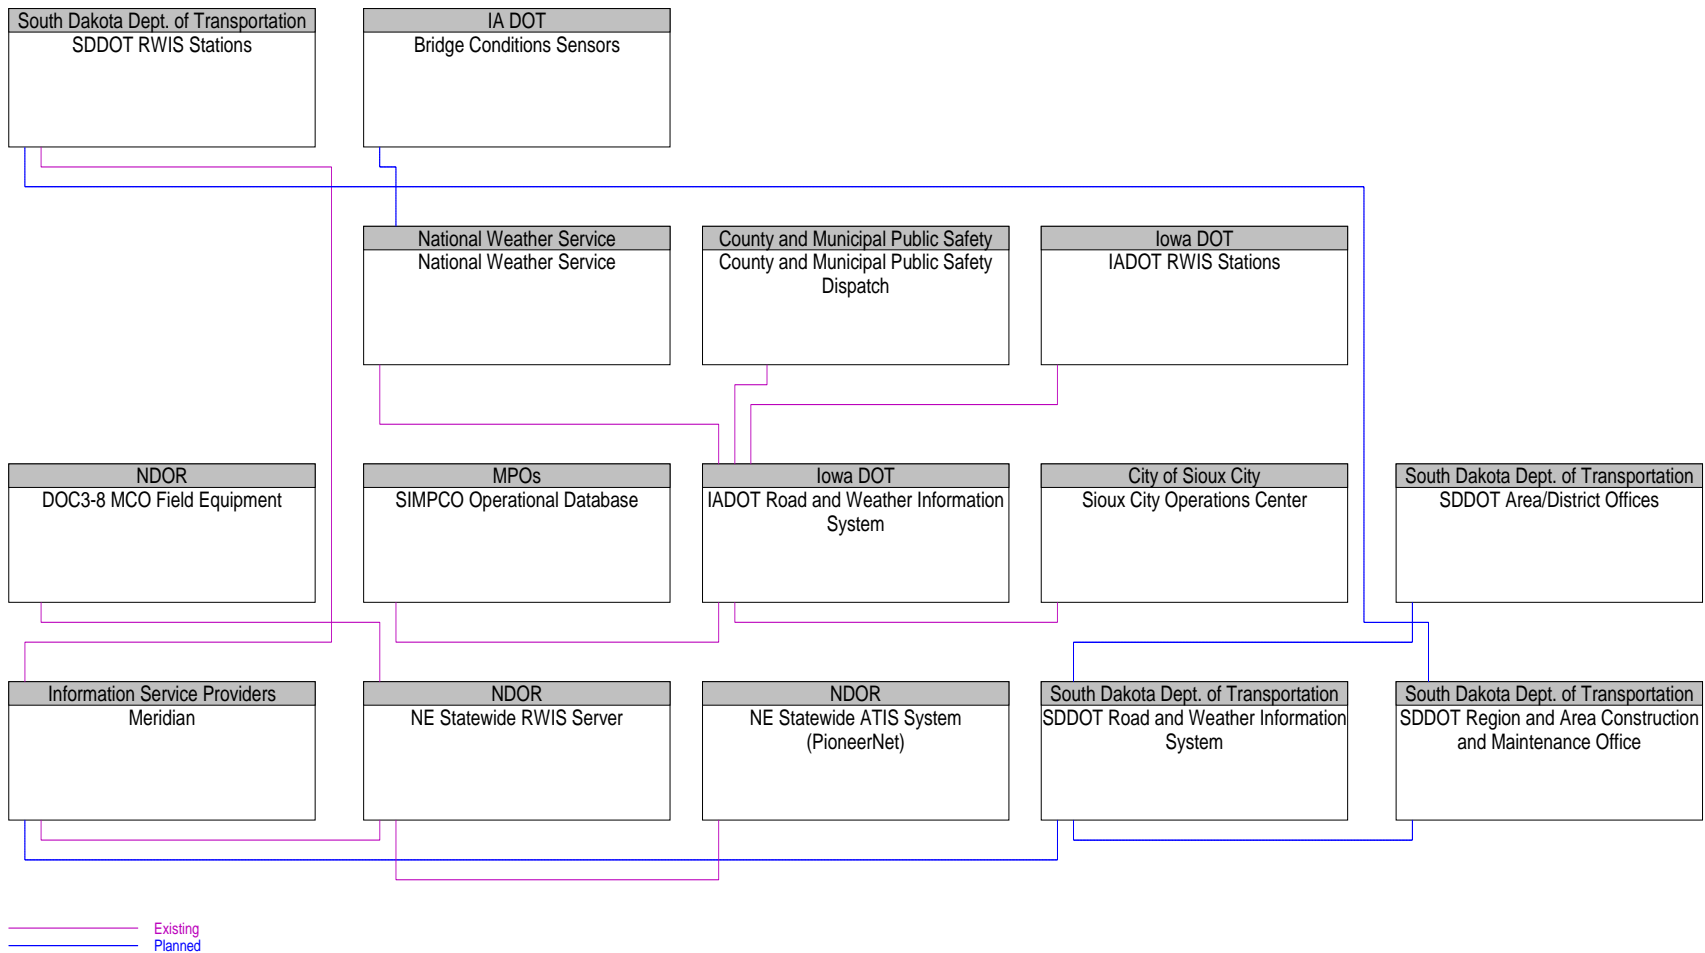 South Dakota Dept. of Transportation
SDDOT RWIS Stations
IA DOT
Bridge Conditions Sensors
National Weather Service
National Weather Service
County and Municipal Public Safety
County and Municipal Public Safety
Dispatch
Iowa DOT
IADOT RWIS Stations
NDOR
DOC3-8 MCO Field Equipment
MPOs
SIMPCO Operational Database
Iowa DOT
IADOT Road and Weather Information
System
City of Sioux City
Sioux City Operations Center
South Dakota Dept. of Transportation
SDDOT Area/District Offices
Information Service Providers
Meridian
NDOR
NE Statewide RWIS Server
NDOR
NE Statewide ATIS System
(PioneerNet)
South Dakota Dept. of Transportation
SDDOT Road and Weather Information
System
South Dakota Dept. of Transportation
SDDOT Region and Area Construction
and Maintenance Office
Existing
Planned